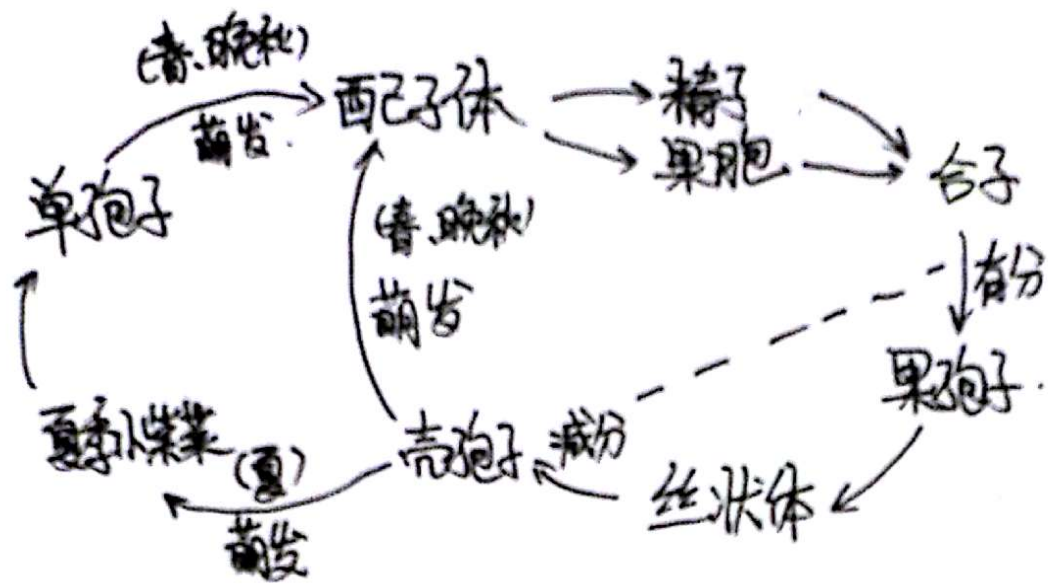 (春、晚秋)
萌发
配子体
精子
果胞
合子
单孢子
(春、晚秋)
萌发
有分
果孢子
夏季小紫菜
(夏)
萌发
壳孢子
减分
丝状体